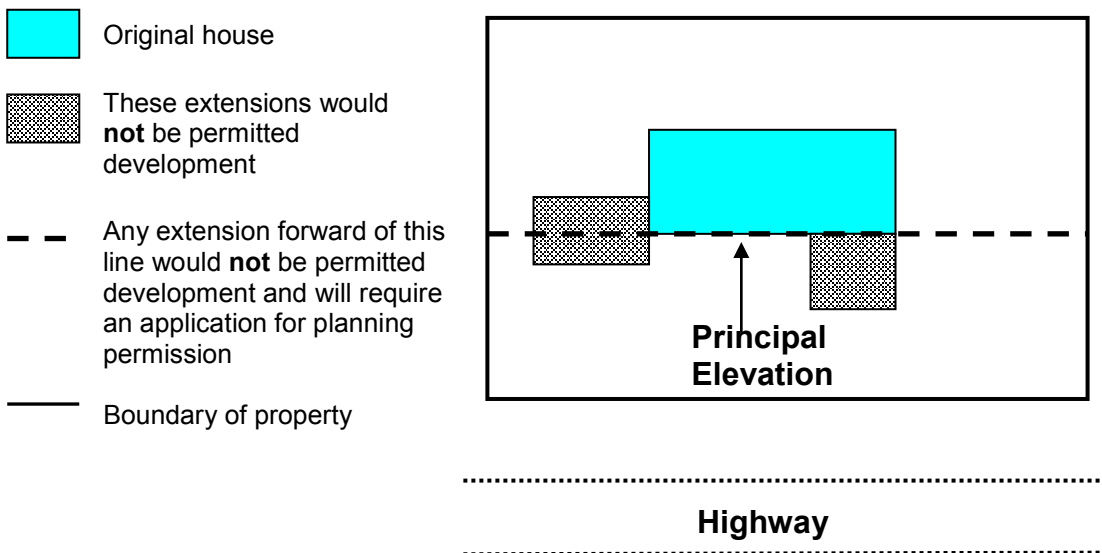 Original house
These extensions would
not be permitted
development
Any extension forward of this
line would not be permitted
development and will require
an application for planning
permission
Boundary of property
Principal
Elevation
Highway